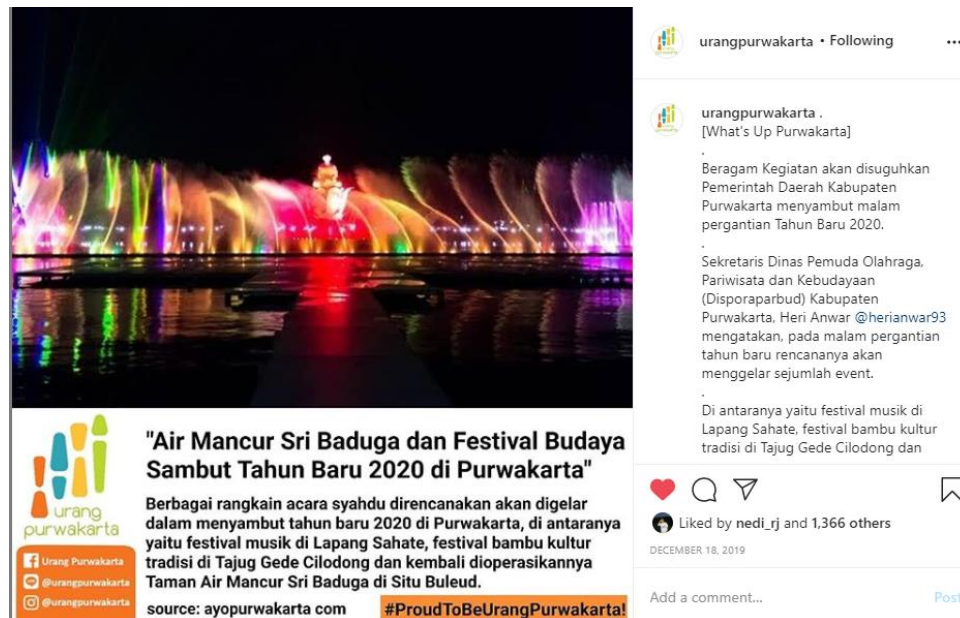 urangpurwakarta • Following
urangpurwakarta .
[What's Up Purwakarta]
.
Beragam Kegiatan akan disuguhkan
Pemerintah Daerah Kabupaten
Purwakarta menyambut malam
pergantian Tahun Baru 2020.
.
Sekretaris Dinas Pemuda Olahraga,
Pariwisata dan Kebudayaan
(Disporaparbud) Kabupaten
Purwakarta, Heri Anwar @herianwar93
mengatakan, pada malam pergantian
tahun baru rencananya akan
menggelar sejumlah event.
.
Di antaranya yaitu festival musik di
Lapang Sahate, festival bambu kultur
tradisi di Tajug Gede Cilodong dan
Liked by nedi_rj and 1,366 others
DECEMBER 18, 2019
Add a comment...
Post
urang
purwakarta
Urang Purwakarta
@urangpurwakarta
@urangpurwakarta
"Air Mancur Sri Baduga dan Festival Budaya
Sambut Tahun Baru 2020 di Purwakarta"
Berbagai rangkain acara syahdu direncanakan akan digelar
dalam menyambut tahun baru 2020 di Purwakarta, di antaranya
yaitu festival musik di Lapang Sahate, festival bambu kultur
tradisi di Tajug Gede Cilodong dan kembali dioperasikannya
Taman Air Mancur Sri Baduga di Situ Buleud.
source: ayopurwakarta com
#ProudToBeUrangPurwakarta!